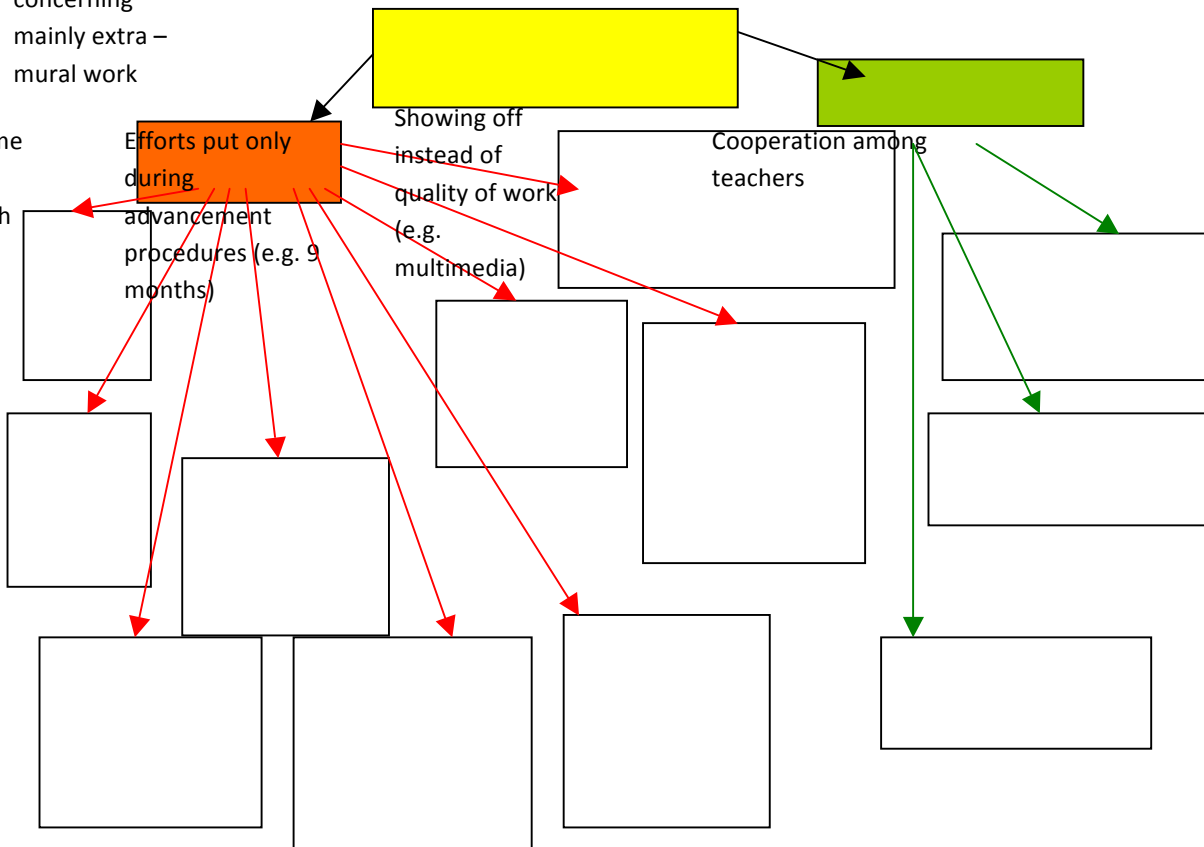 mainly extra –
mural work
Efforts put only
during
advancement
procedures (e.g. 9
months)
Showing off
instead of
quality of work
(e.g.
multimedia)
Cooperation among
teachers